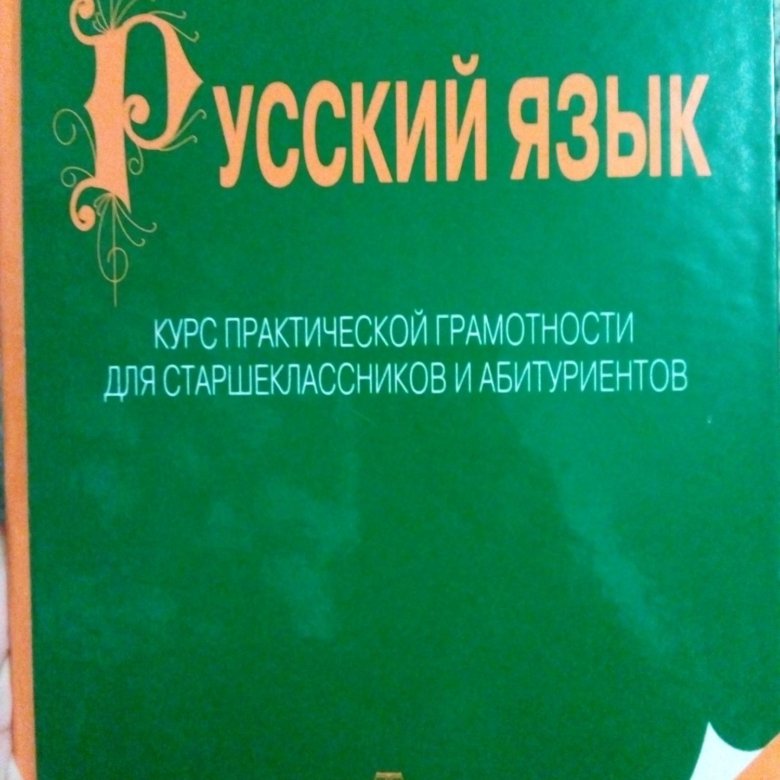 РУССКИЙ ЯЗЫК
КУРС ПРАКТИЧЕСКОЙ ГРАМОТНОСТИ
ДЛЯ СТАРШЕКЛАССНИКОВ И АБИТУРИЕНТОВ